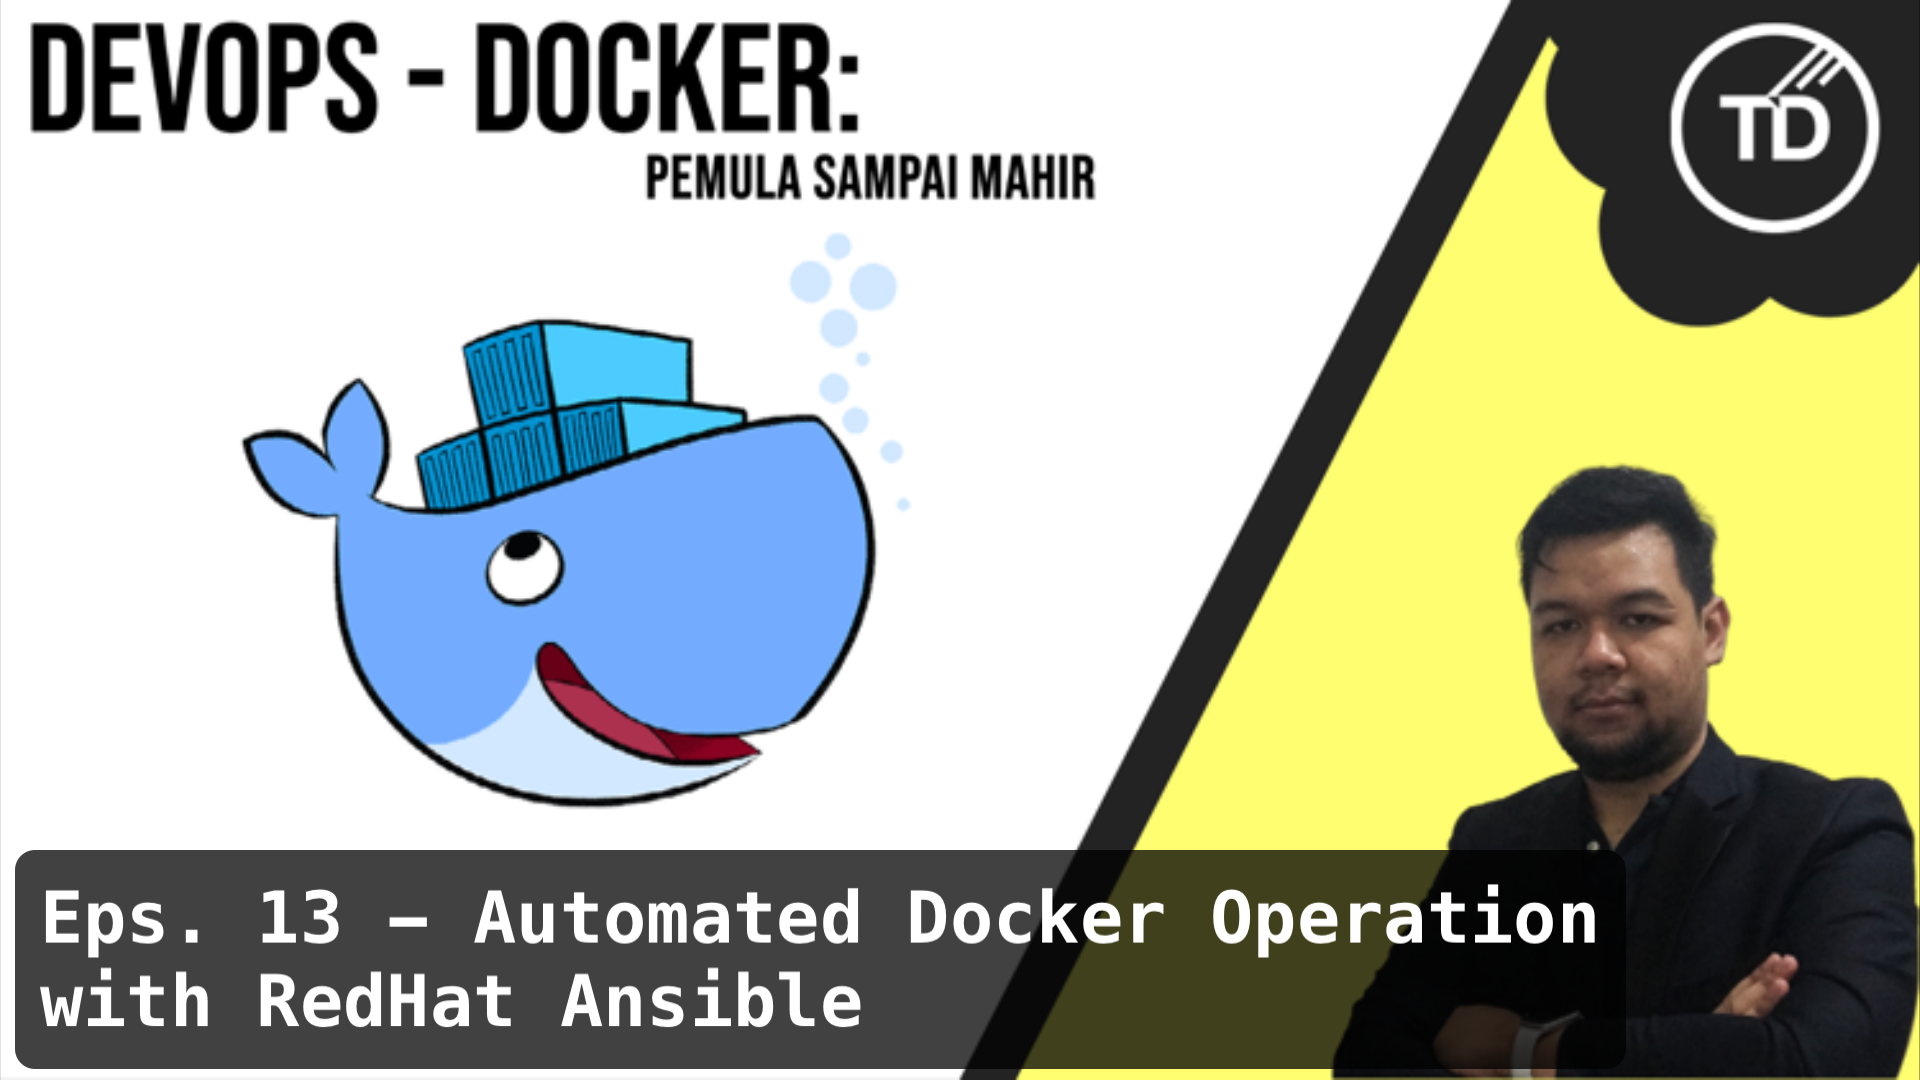 DEVOPS - DOCKER:
PEMULA SAMPAI MAHIR
TD
Eps. 13 – Automated Docker Operation
with RedHat Ansible